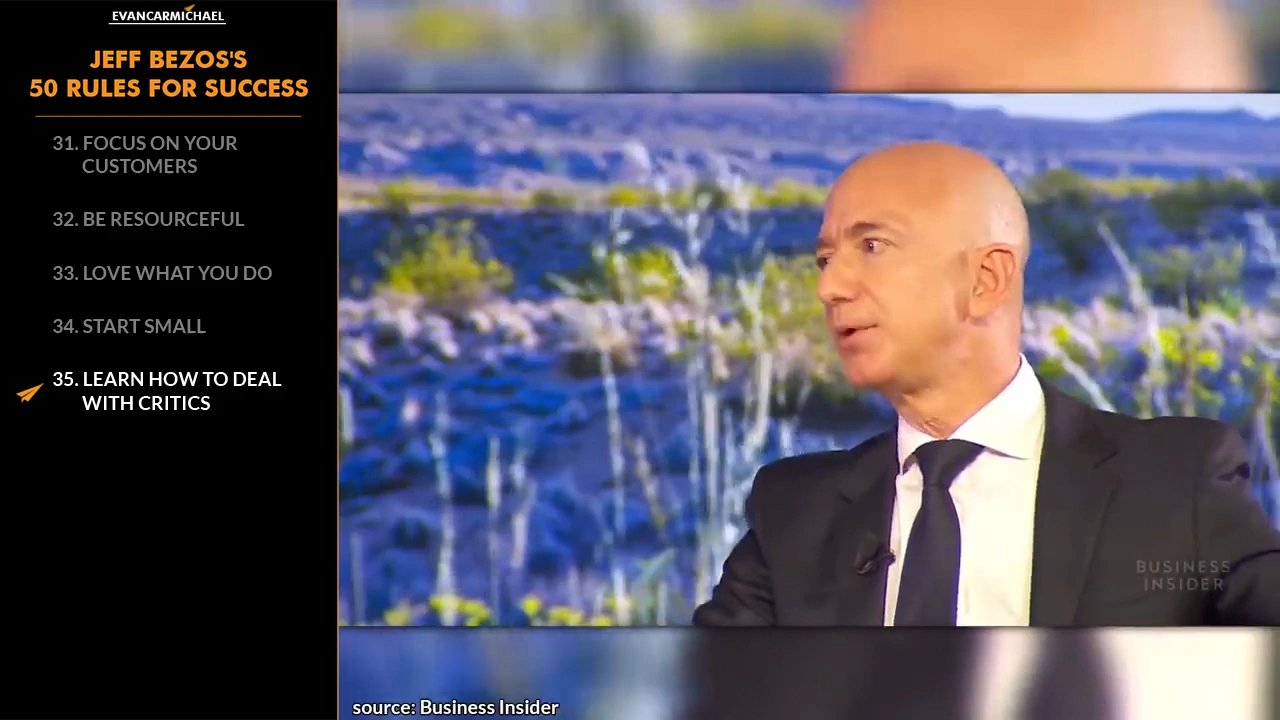 EVANCARMICHAEL
JEFF BEZOS'S
50 RULES FOR SUCCESS
31. FOCUS ON YOUR
CUSTOMERS
32. BE RESOURCEFUL
33. LOVE WHAT YOU DO
34. START SMALL
35. LEARN HOW TO DEAL
WITH CRITICS
BUSINESS
INSIDER
source: Business Insider